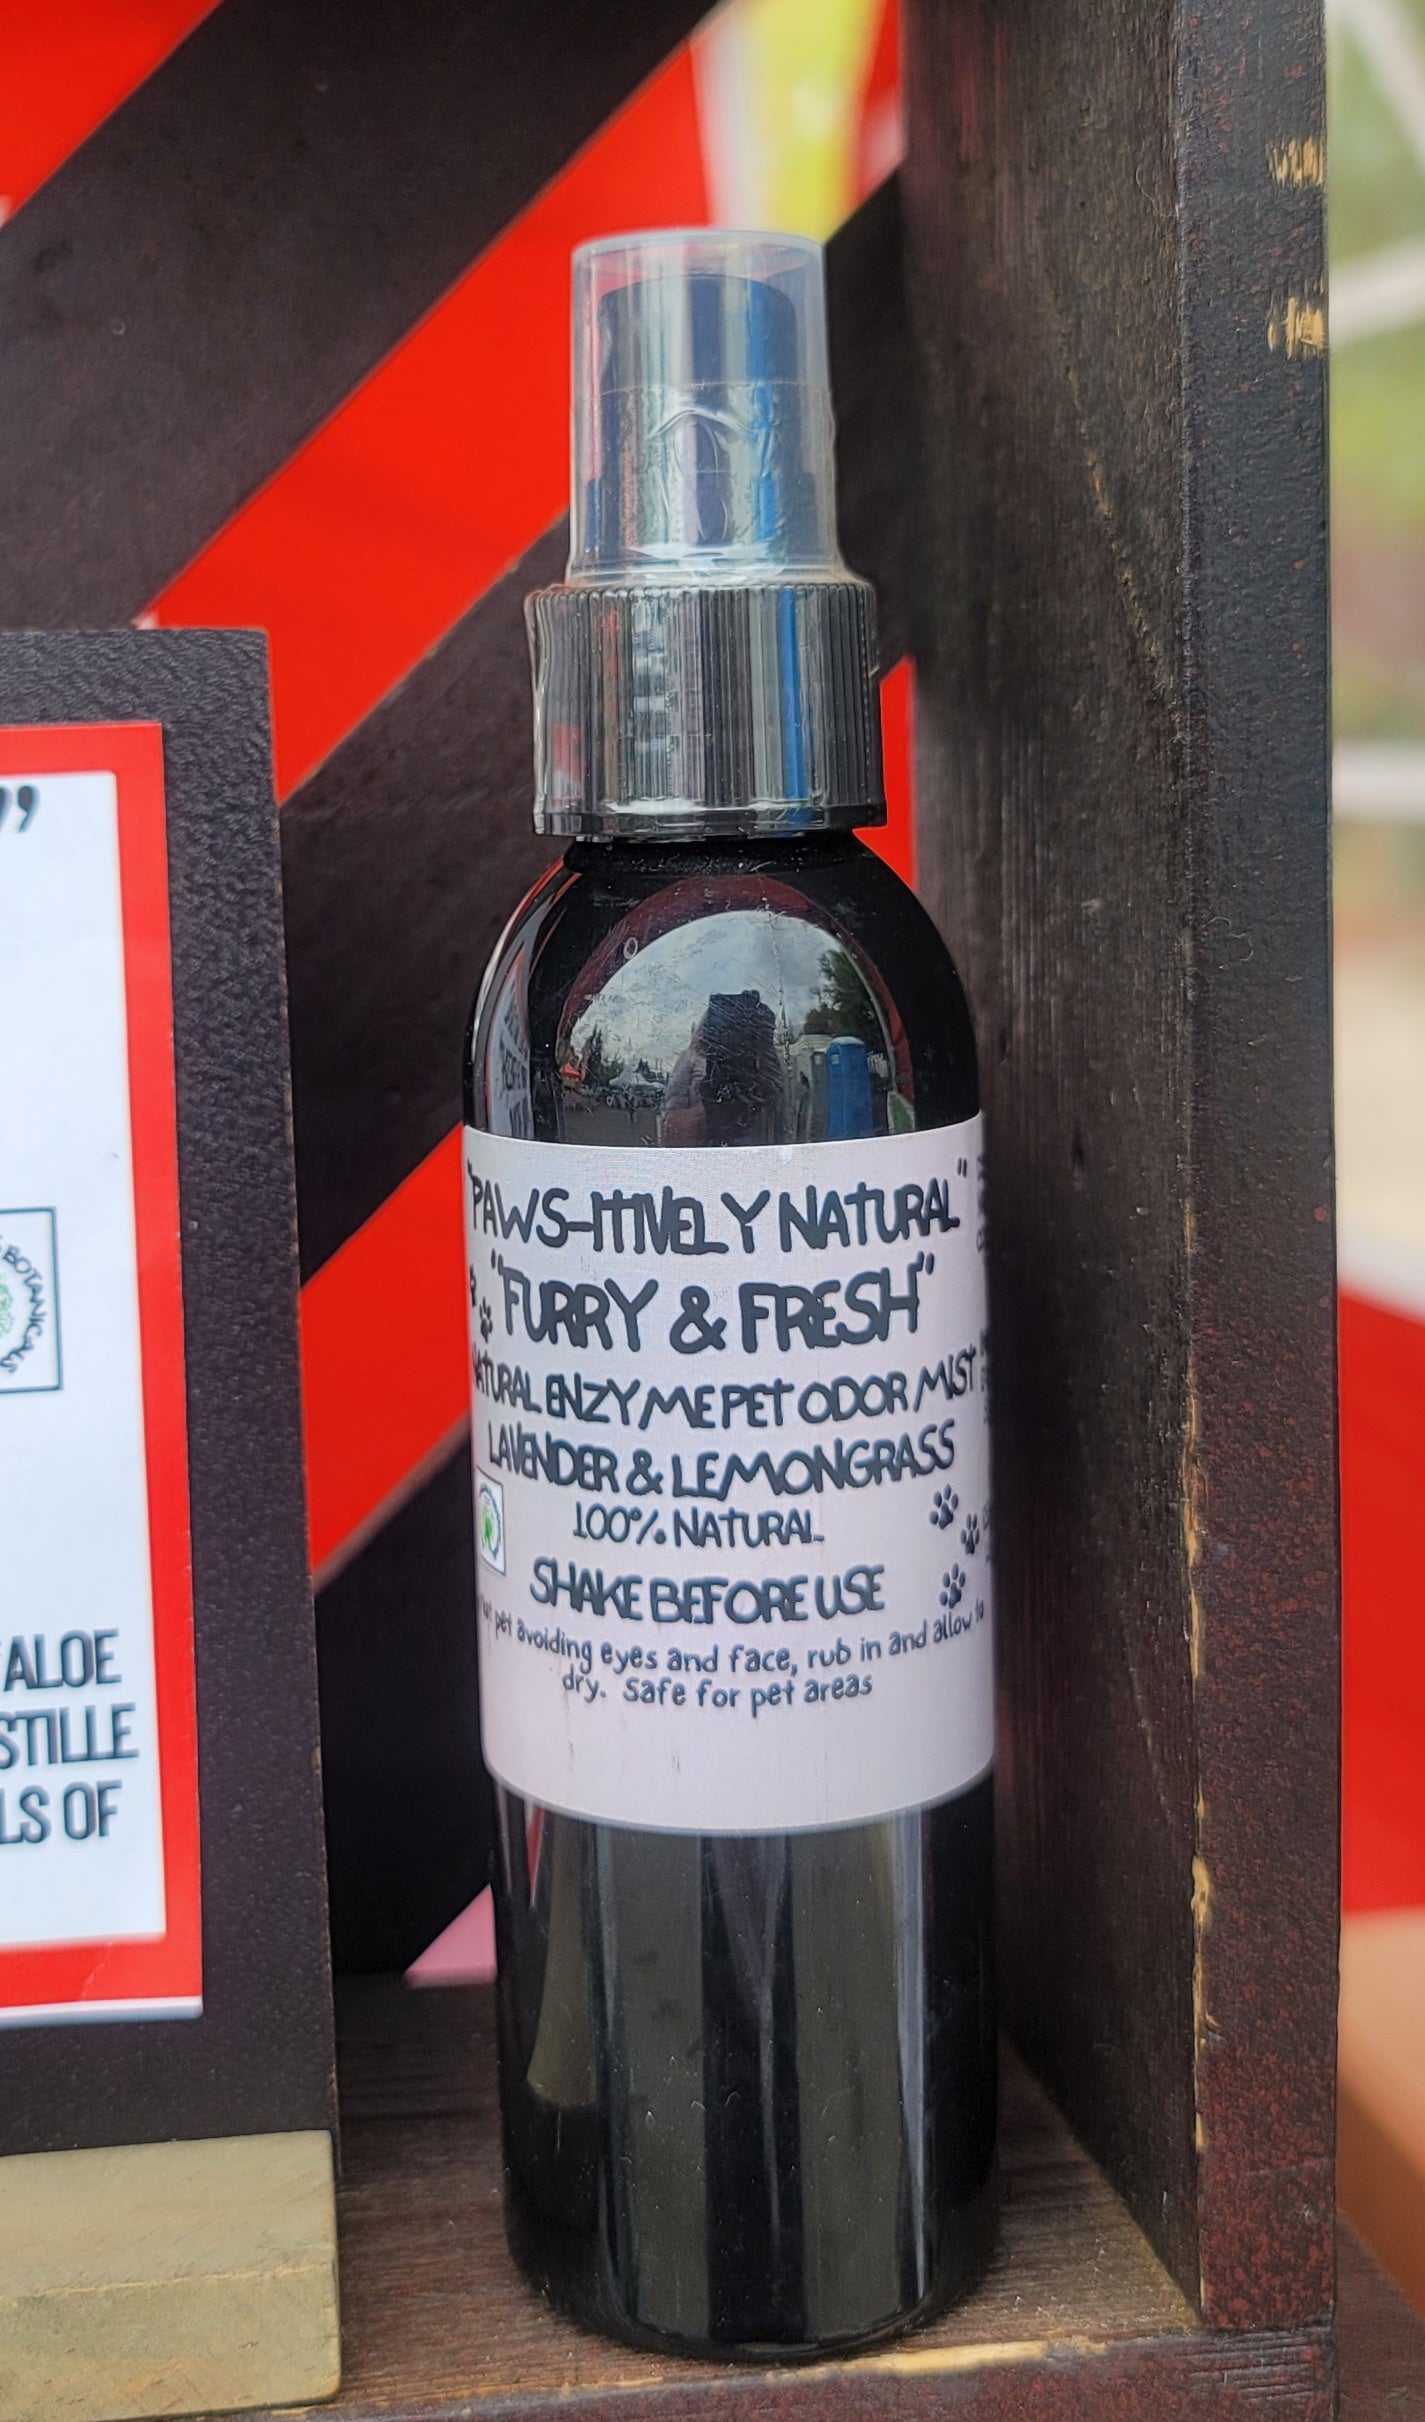 "PAWS-ITIVELY NATURAL"
"FURRY & FRESH"
NATURAL ENZYME PET ODOR MIST
LAVENDER & LEMONGRASS
100% NATURAL
SHAKE BEFORE USE
pet avoiding eyes and face, rub in and allow to
dry. Safe for pet areas
"
BOTANICALS
ALOE
STILLE
LS OF